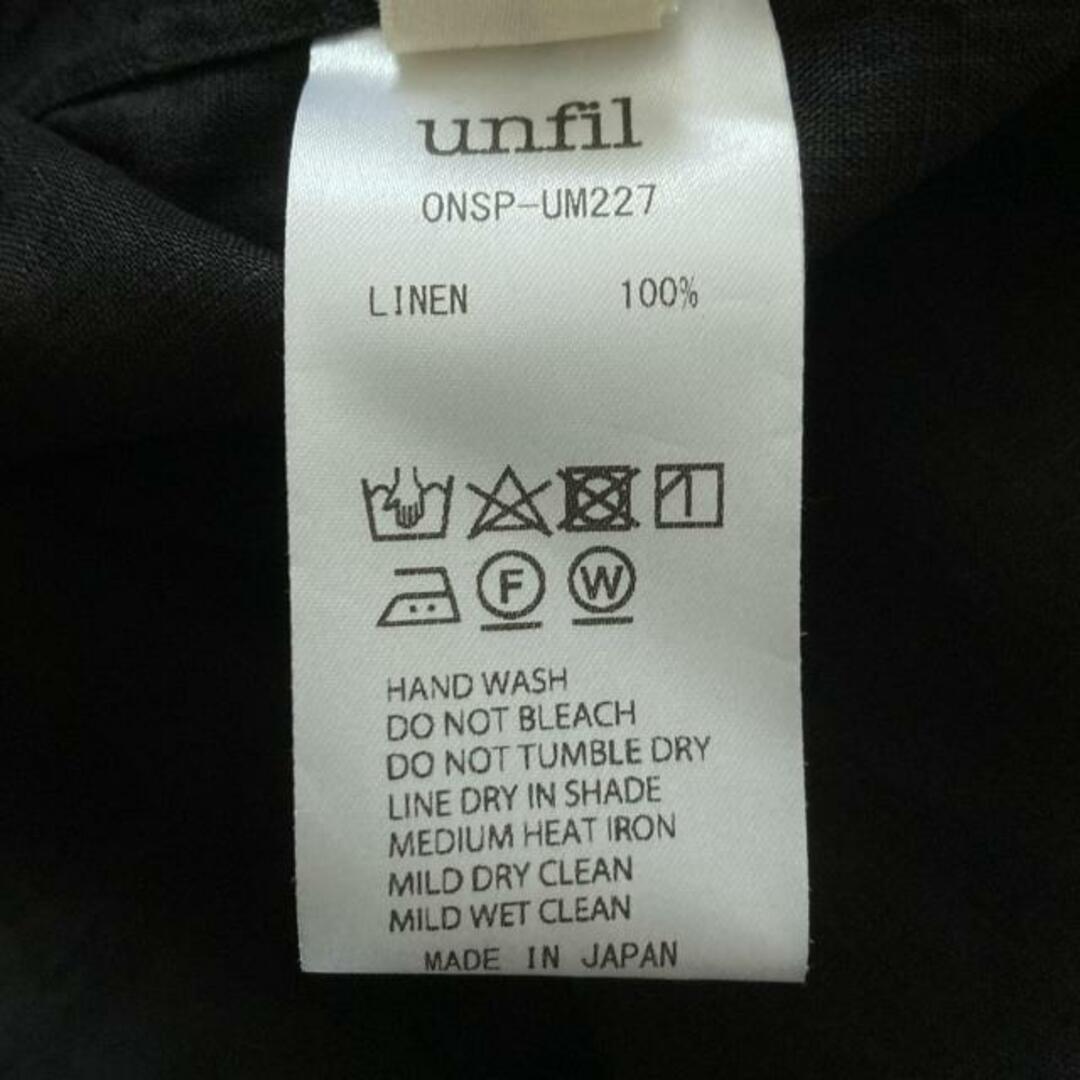 unfil
ONSP-UM227
LINEN 100%
F W
HAND WASH
DO NOT BLEACH
DO NOT TUMBLE DRY
LINE DRY IN SHADE
MEDIUM HEAT IRON
MILD DRY CLEAN
MILD WET CLEAN
MADE IN JAPAN